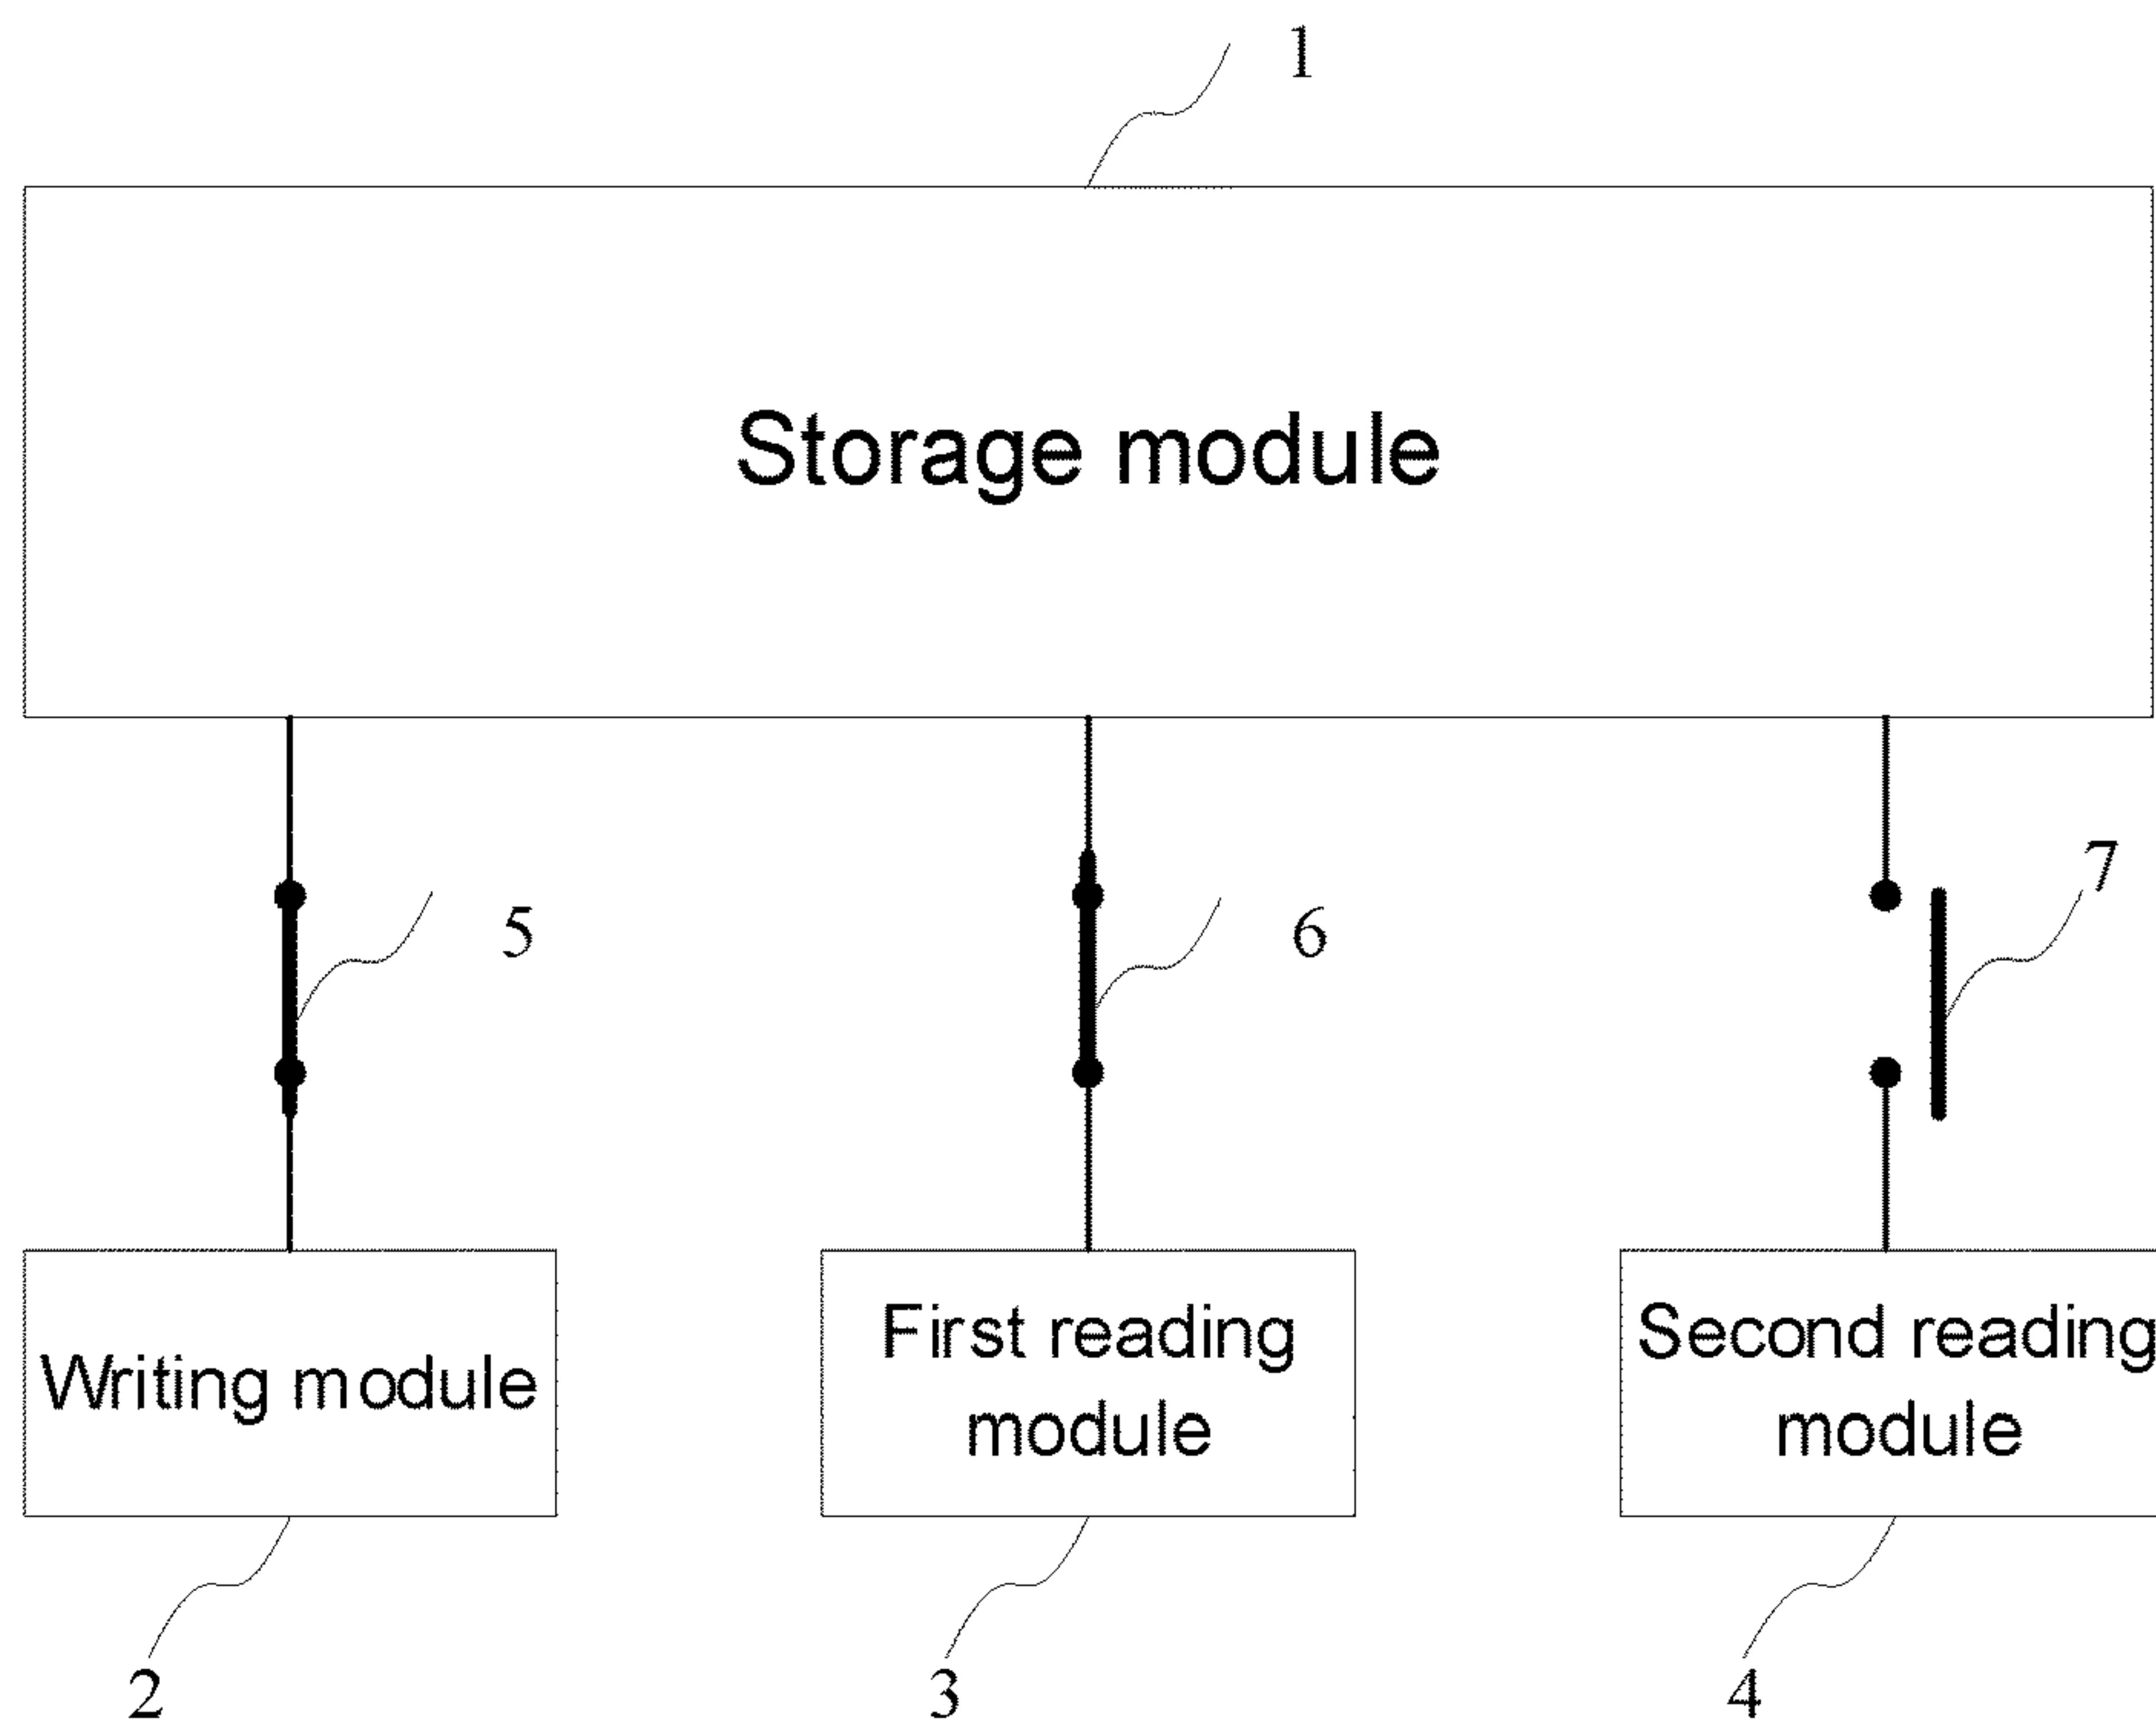 1
Storage module
5
6
7
Writing module
First reading
module
Second reading
module
2
3
4